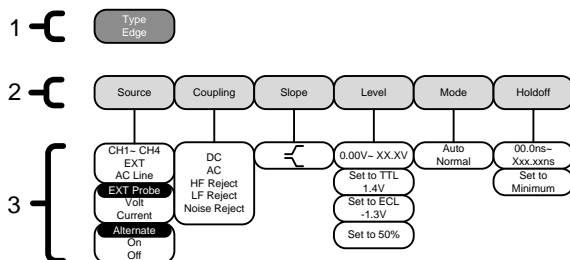 1
Type
Edge
2
Source
Coupling
Slope
Level
Mode
Holdoff
3
CH1~ CH4
EXT
AC Line
EXT Probe
Volt
Current
Alternate
On
Off
DC
AC
HF Reject
LF Reject
Noise Reject
0.00V~ XX.XV
Set to TTL
1.4V
Set to ECL
-1.3V
Set to 50%
Auto
Normal
00.0ns~
Xxx.xxns
Set to
Minimum